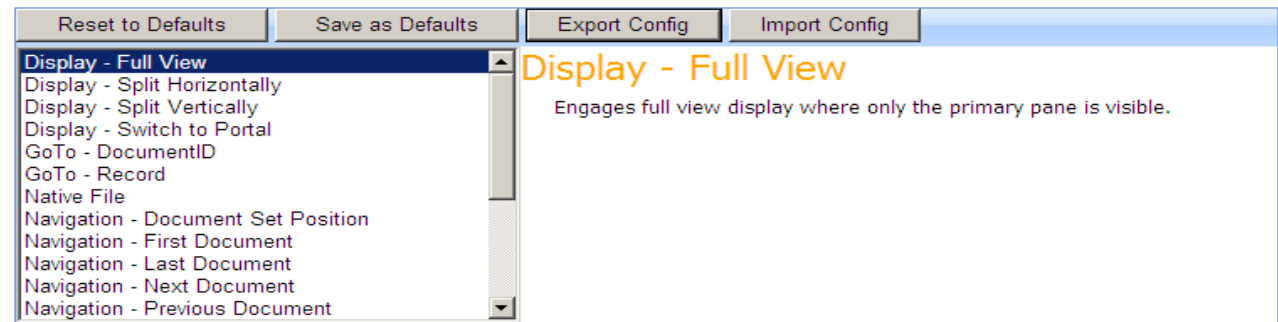 Reset to Defaults
Save as Defaults
Export Config
Import Config
Display - Full View
Display - Split Horizontally
Display - Split Vertically
Display - Switch to Portal
GoTo - DocumentID
GoTo - Record
Native File
Navigation - Document Set Position
Navigation - First Document
Navigation - Last Document
Navigation - Next Document
Navigation - Previous Document
Display - Full View
Engages full view display where only the primary pane is visible.